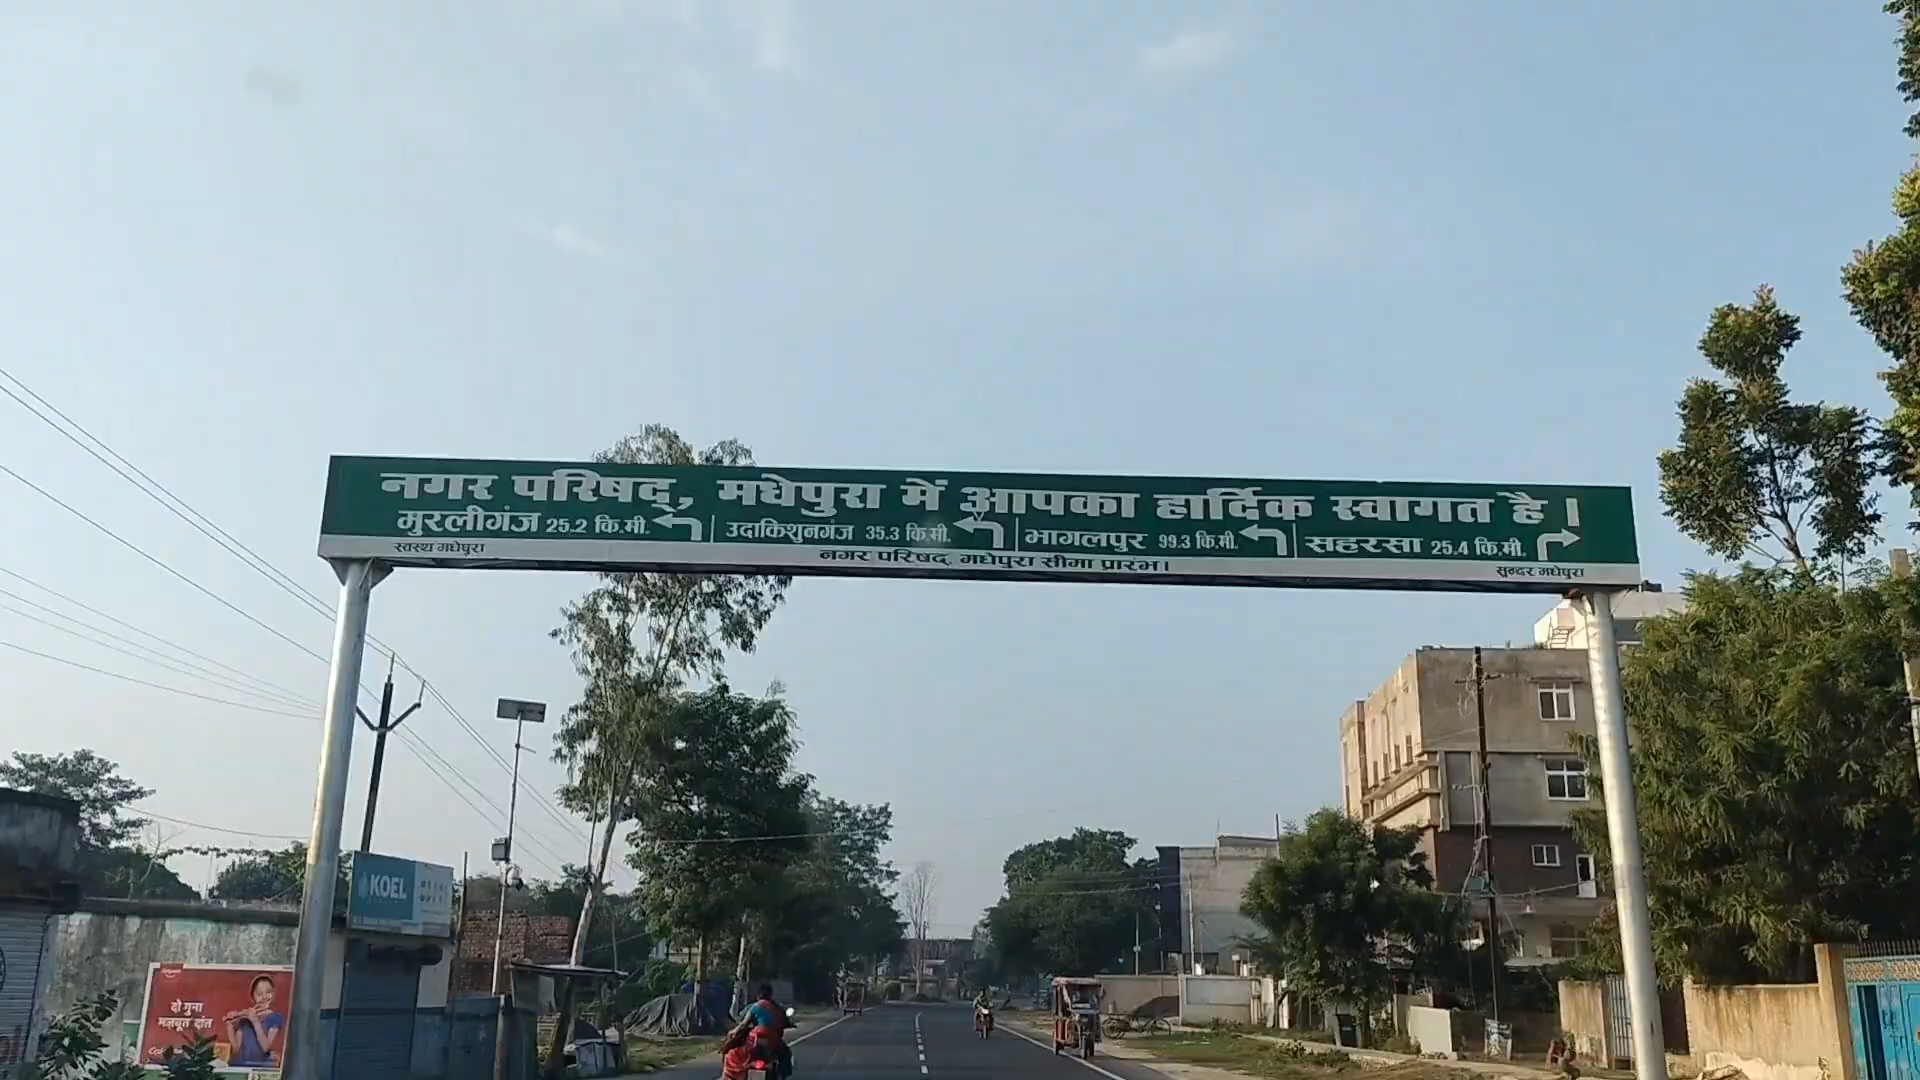 नगर परिषद्, मधेपुरा में आपका हार्दिक स्वागत है।
मुरलीगंज 25.2 कि.मी. उदाकिशुनगंज 35.3 कि.मी. भागलपुर 99.3 कि.मी. सहरसा 25.4 कि.मी.
स्वस्थ मधेपुरा नगर परिषद्, मधेपुरा सीमा प्रारंभ। सुन्दर मधेपुरा
KOEL
दो गुना
मजबूत दांत